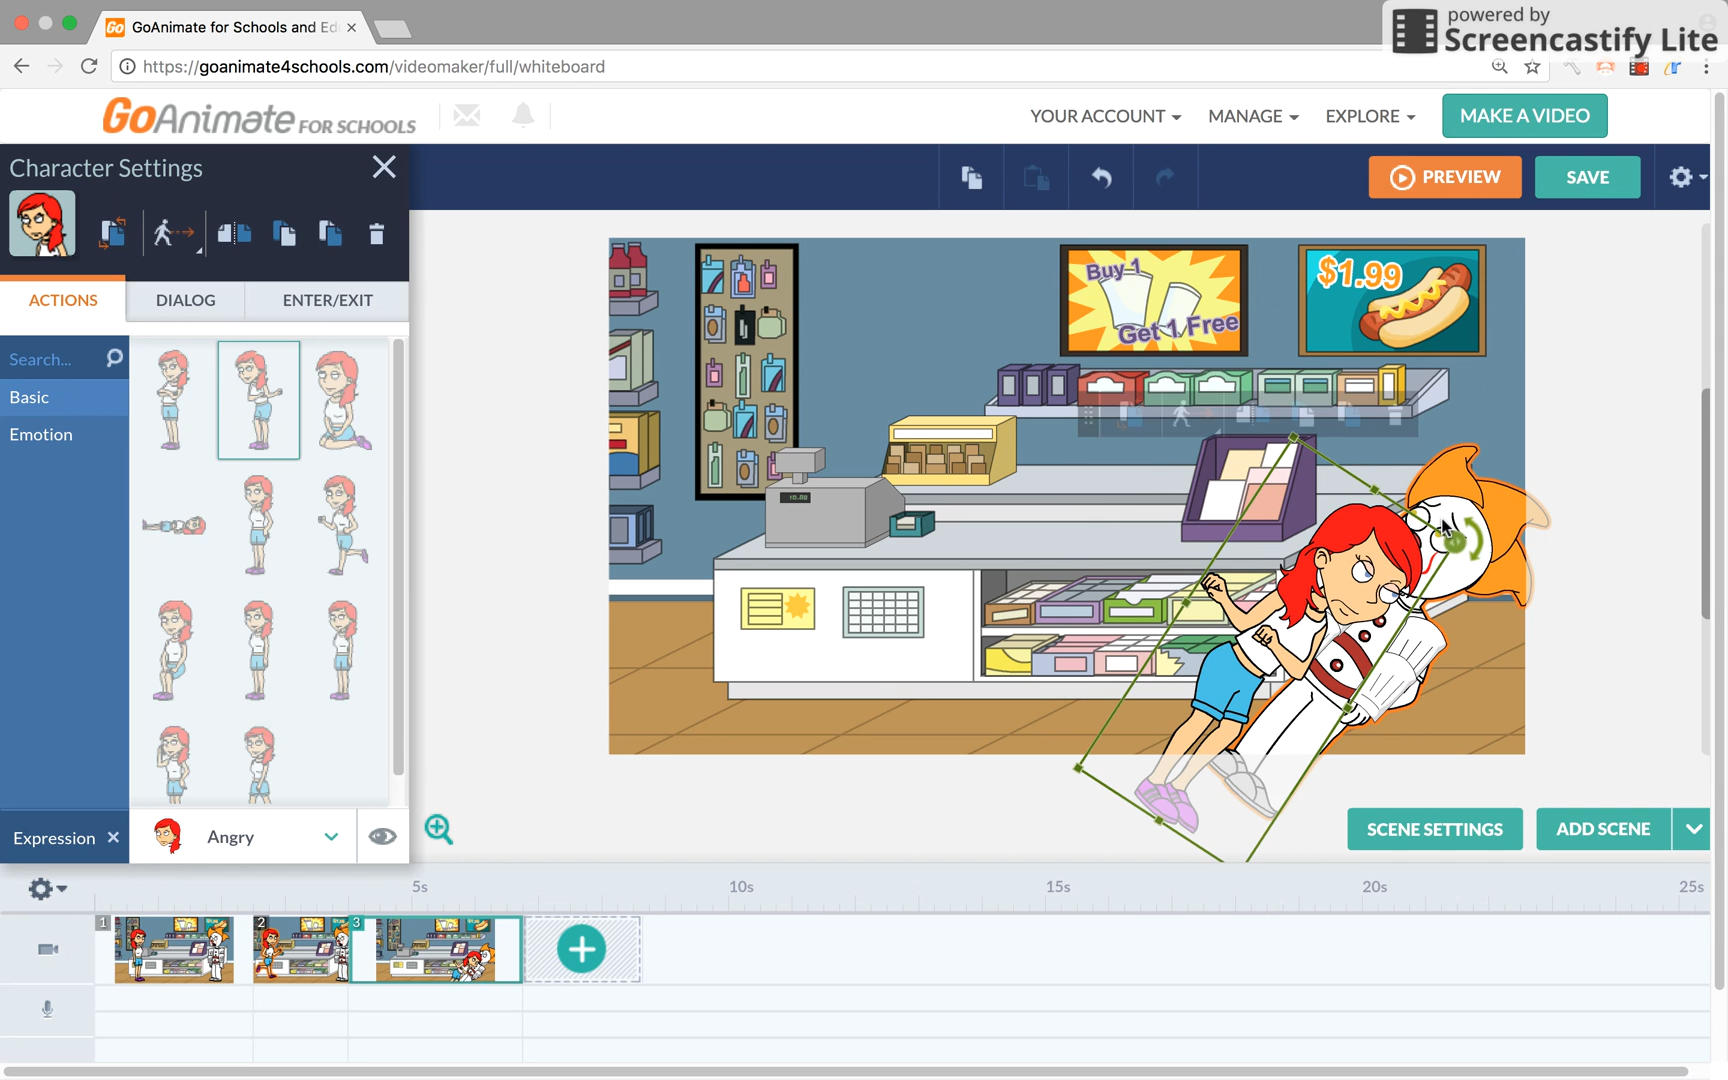 GoAnimate for Schools and Ed
powered by
Screencastify Lite
https://goanimate4schools.com/videomaker/full/whiteboard
GoAnimate FOR SCHOOLS
YOUR ACCOUNT
MANAGE
EXPLORE
MAKE A VIDEO
Character Settings
PREVIEW
SAVE
ACTIONS
DIALOG
ENTER/EXIT
Search...
Basic
Emotion
Buy 1
Get 1 Free
$1.99
Expression
Angry
SCENE SETTINGS
ADD SCENE
5s
10s
15s
20s
25s
1
2
3